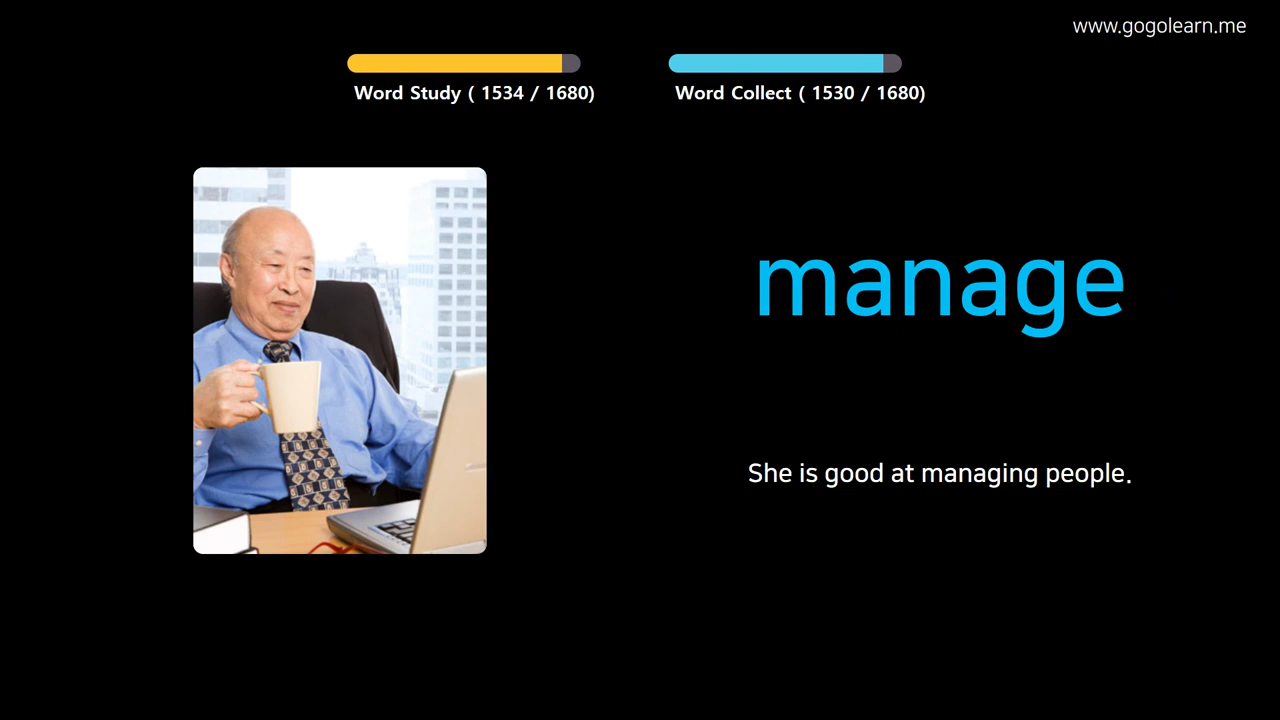 www.gogolearn.me
Word Study ( 1534 / 1680)
Word Collect ( 1530 / 1680)
manage
She is good at managing people.